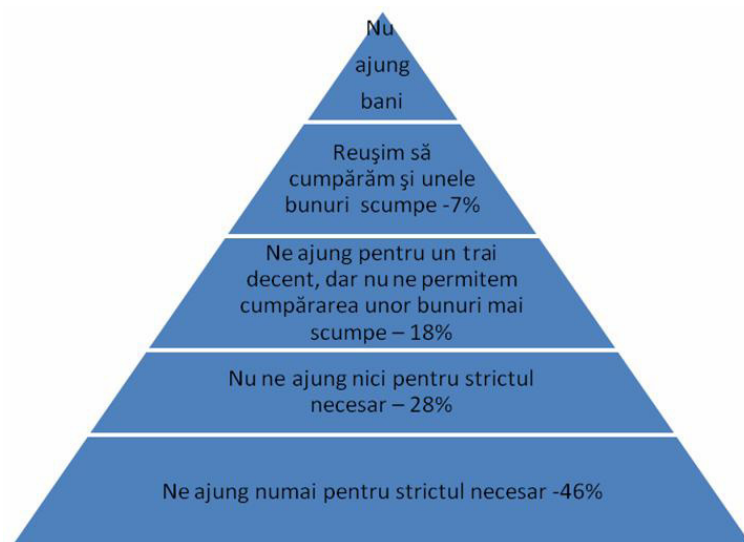 Nu
ajung
bani
Reuşim să
cumpărăm şi unele
bunuri scumpe -7%
Ne ajung pentru un trai
decent, dar nu ne permitem
cumpărarea unor bunuri mai
scumpe – 18%
Nu ne ajung nici pentru strictul
necesar – 28%
Ne ajung numai pentru strictul necesar -46%